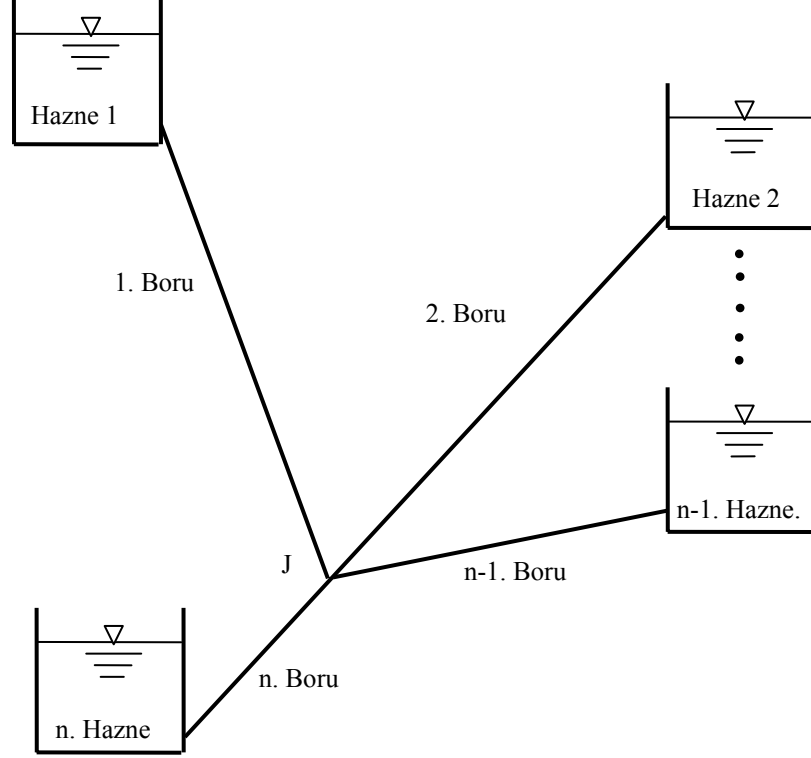 Hazne 1
Hazne 2
1. Boru
2. Boru
n-1. Hazne.
J
n-1. Boru
n. Boru
n. Hazne